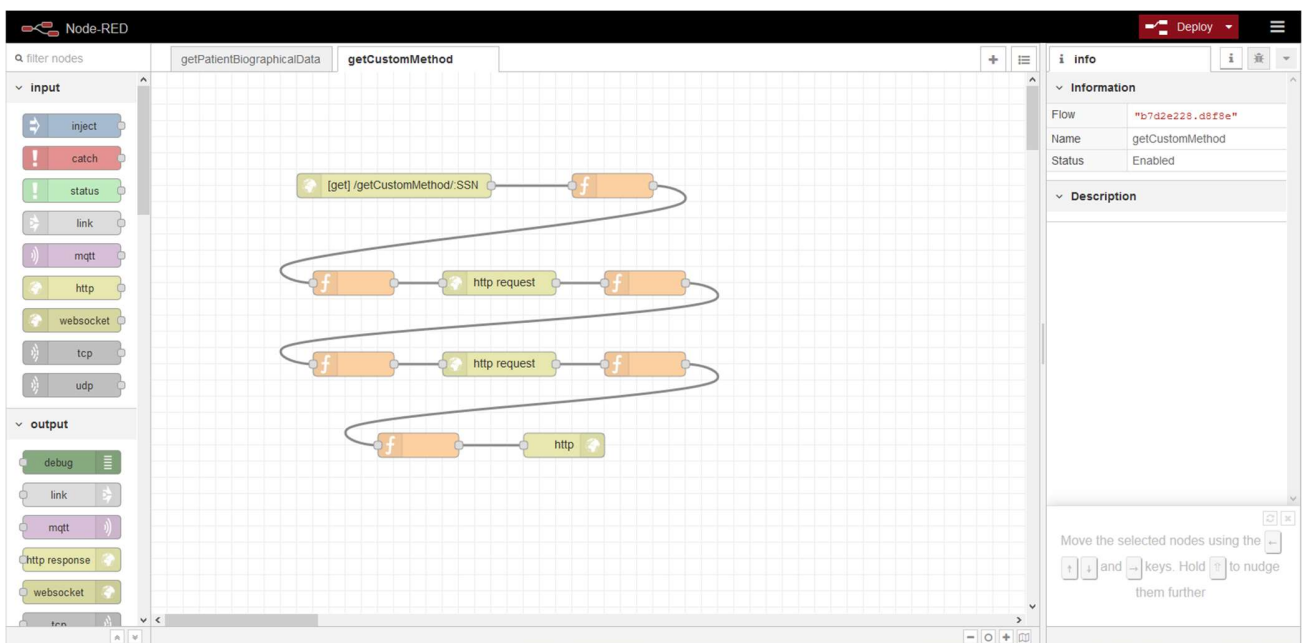 Node-RED
Deploy
filter nodes
getPatientBiographicalData
getCustomMethod
i info
i
input
inject
catch
status
link
mqtt
http
websocket
tcp
udp
output
debug
link
mqtt
http response
websocket
tcp
[get] /getCustomMethod/:SSN
f
f
http request
f
f
http request
f
f
http
Information
Flow "b7d2e228.d8f8e"
Name getCustomMethod
Status Enabled
Description
Move the selected nodes using the ←
↑ ↓ and → keys. Hold ⇧ to nudge
them further